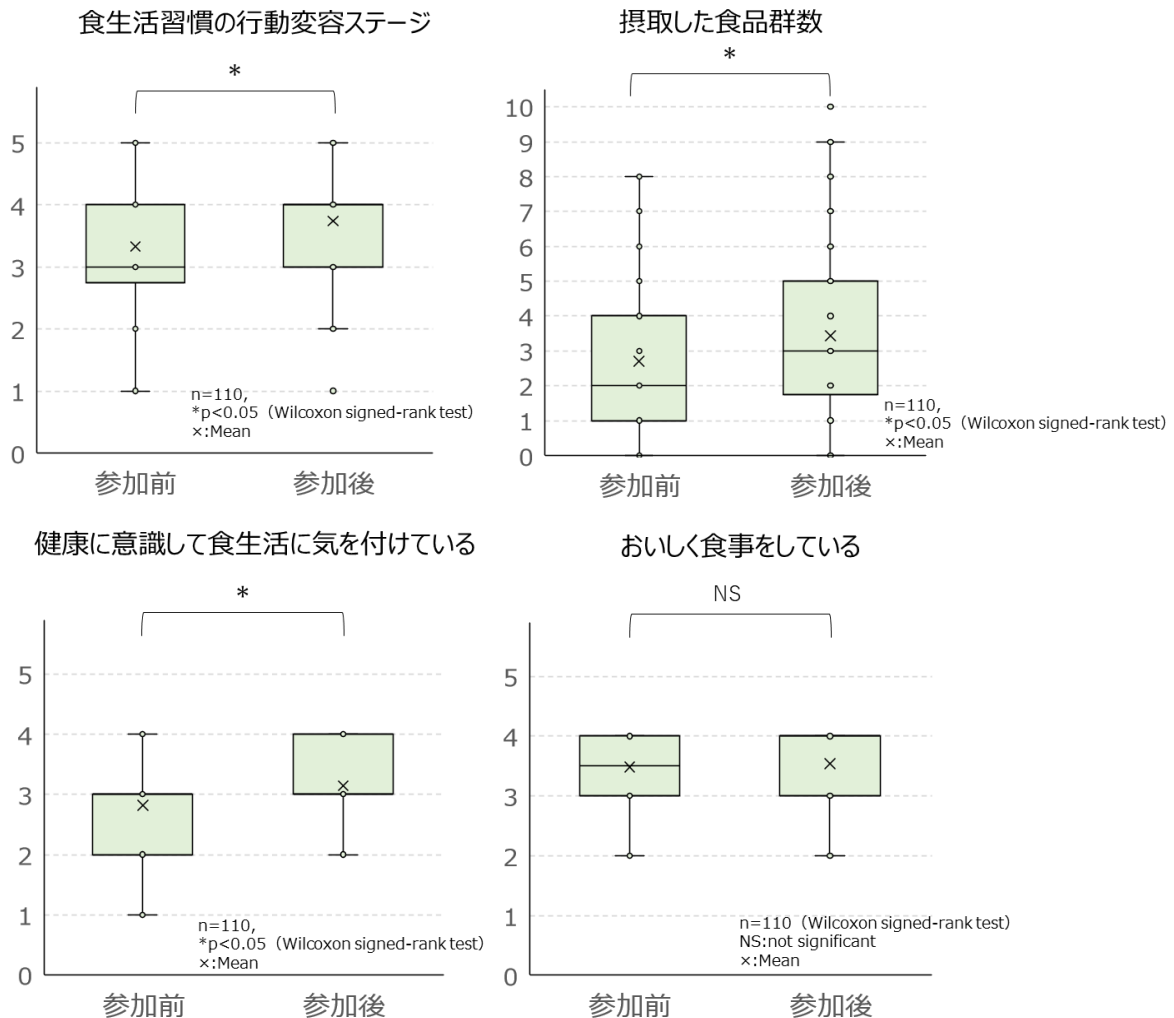 食生活習慣の行動変容ステージ
*
5
4
3
2
1
0
n=110,
*p<0.05（Wilcoxon signed-rank test）
×:Mean
参加前
参加後
摂取した食品群数
*
10
9
8
7
6
5
4
3
2
1
0
n=110,
*p<0.05（Wilcoxon signed-rank test）
×:Mean
参加前
参加後
健康に意識して食生活に気を付けている
*
5
4
3
2
1
0
n=110,
*p<0.05（Wilcoxon signed-rank test）
×:Mean
参加前
参加後
おいしく食事をしている
NS
5
4
3
2
1
0
n=110（Wilcoxon signed-rank test）
NS:not significant
×:Mean
参加前
参加後